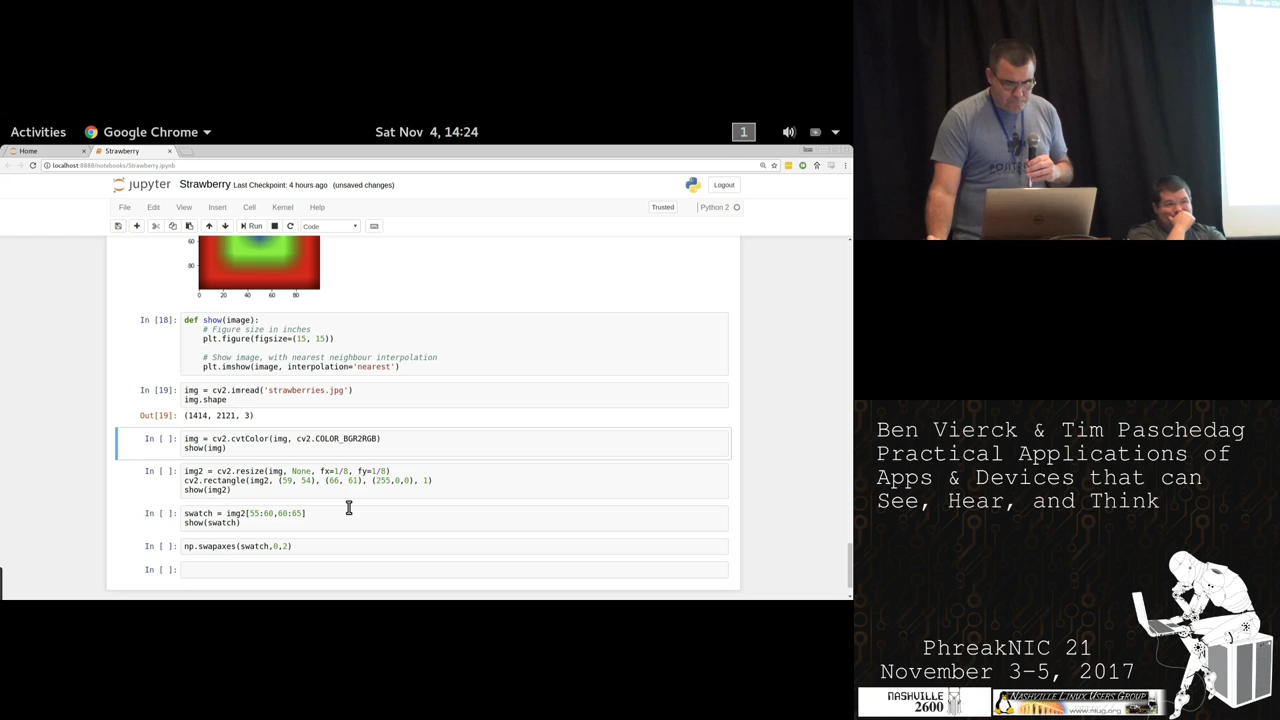 Activities
Google Chrome
Sat Nov 4, 14:24
1
Home
Strawberry
localhost:8888/notebooks/Strawberry.ipynb
jupyter
Strawberry Last Checkpoint: 4 hours ago (unsaved changes)
Logout
File Edit View Insert Cell Kernel Help
Trusted
Python 2
Run
Code
60
80
0 20 40 60 80
In [18]:
def show(image):
# Figure size in inches
plt.figure(figsize=(15, 15))
# Show image, with nearest neighbour interpolation
plt.imshow(image, interpolation='nearest')
In [19]:
img = cv2.imread('strawberries.jpg')
img.shape
Out[19]: (1414, 2121, 3)
In [ ]:
img = cv2.cvtColor(img, cv2.COLOR_BGR2RGB)
show(img)
In [ ]:
img2 = cv2.resize(img, None, fx=1/8, fy=1/8)
cv2.rectangle(img2, (59, 54), (66, 61), (255,0,0), 1)
show(img2)
In [ ]:
swatch = img2[55:60,60:65]
show(swatch)
In [ ]:
np.swapaxes(swatch,0,2)
In [ ]:
Ben Vierck & Tim Paschedag
Practical Applications of
Apps & Devices that can
See, Hear, and Think
PhreakNIC 21
November 3-5, 2017
NASHVILLE
2600
NASHVILLE LINUX USERS GROUP
www.nlug.org